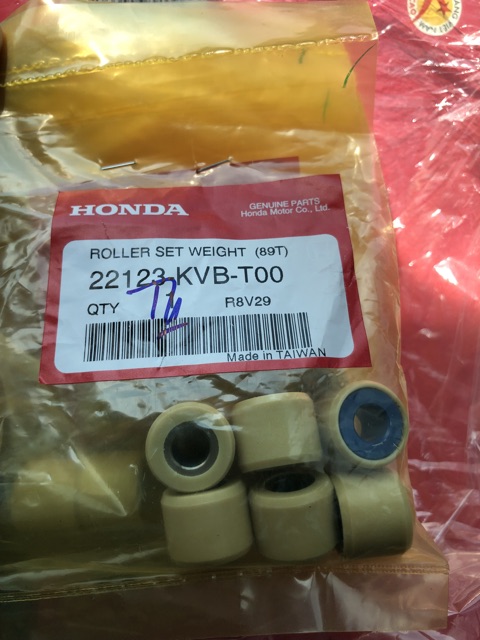 HONDA
GENUINE PARTS
Honda Motor Co., Ltd.
ROLLER SET WEIGHT (89T)
22123-KVB-T00
QTY R8V29
Made in TAIWAN